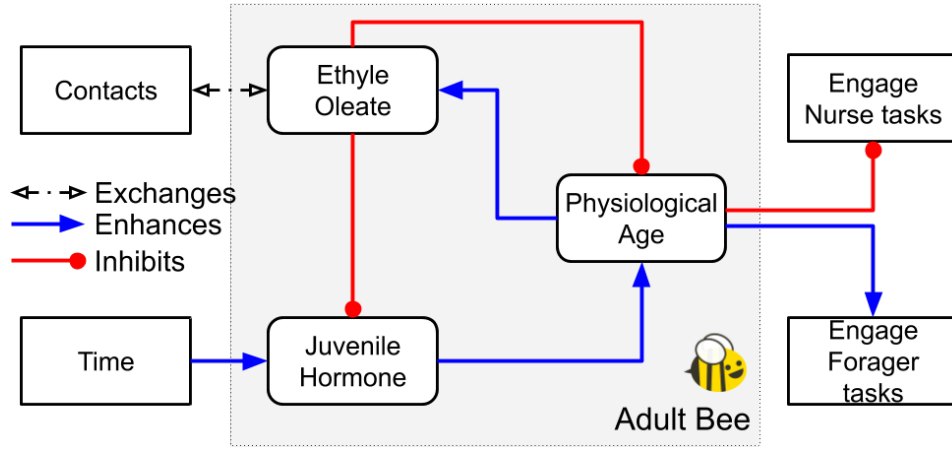 Contacts
Ethyle
Oleate
Engage
Nurse tasks
Exchanges
Enhances
Inhibits
Physiological
Age
Time
Juvenile
Hormone
Engage
Forager
tasks
Adult Bee